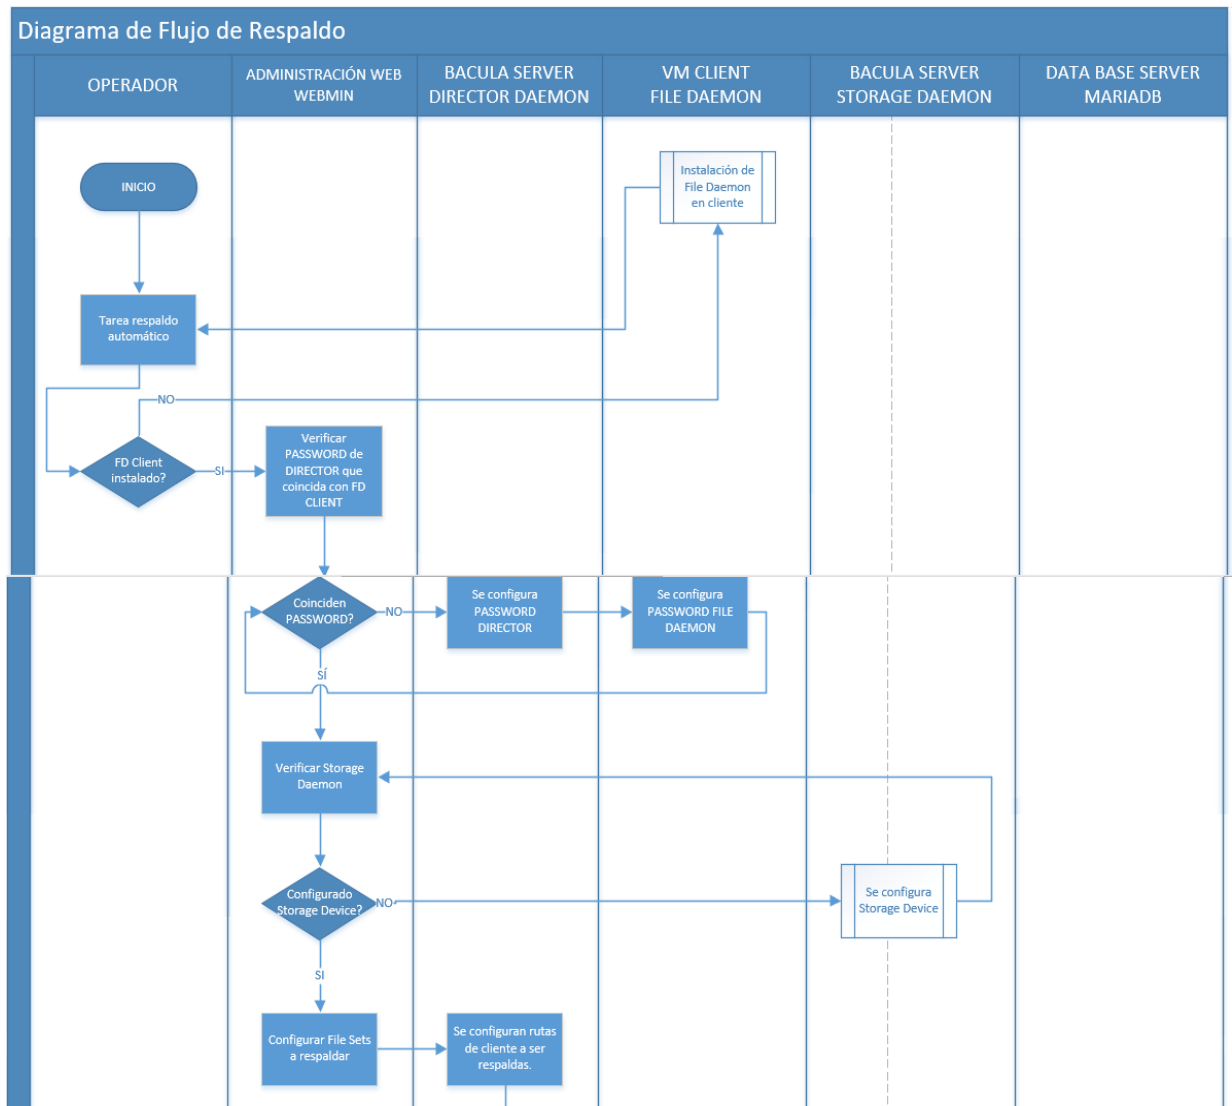 Diagrama de Flujo de Respaldo
OPERADOR
ADMINISTRACIÓN WEB
WEBMIN
BACULA SERVER
DIRECTOR DAEMON
VM CLIENT
FILE DAEMON
BACULA SERVER
STORAGE DAEMON
DATA BASE SERVER
MARIADB
INICIO
Instalación de
File Daemon
en cliente
Tarea respaldo
automático
NO
FD Client
instalado?
SI
Verificar
PASSWORD de
DIRECTOR que
coincida con FD
CLIENT
Coinciden
PASSWORD?
NO
Se configura
PASSWORD
DIRECTOR
Se configura
PASSWORD FILE
DAEMON
SÍ
Verificar Storage
Daemon
Configurado
Storage Device?
NO
Se configura
Storage Device
SI
Configurar File Sets
a respaldar
Se configuran rutas
de cliente a ser
respaldas.